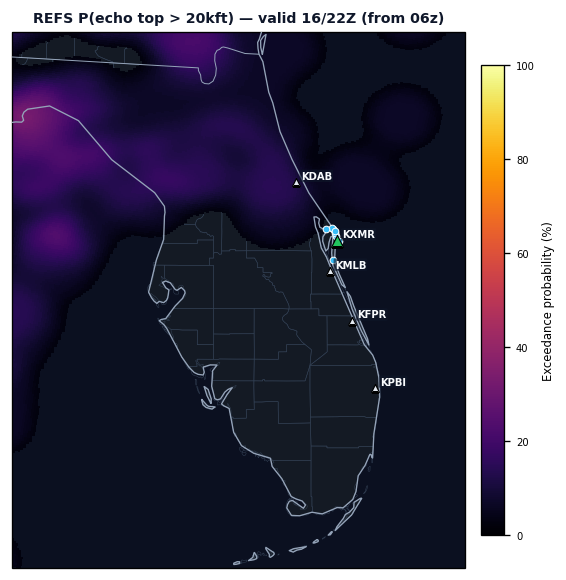 REFS P(echo top > 20kft) — valid 16/22Z (from 06z)
KDAB
KXMR
KMLB
KFPR
KPBI
100
80
60
40
20
0
Exceedance probability (%)